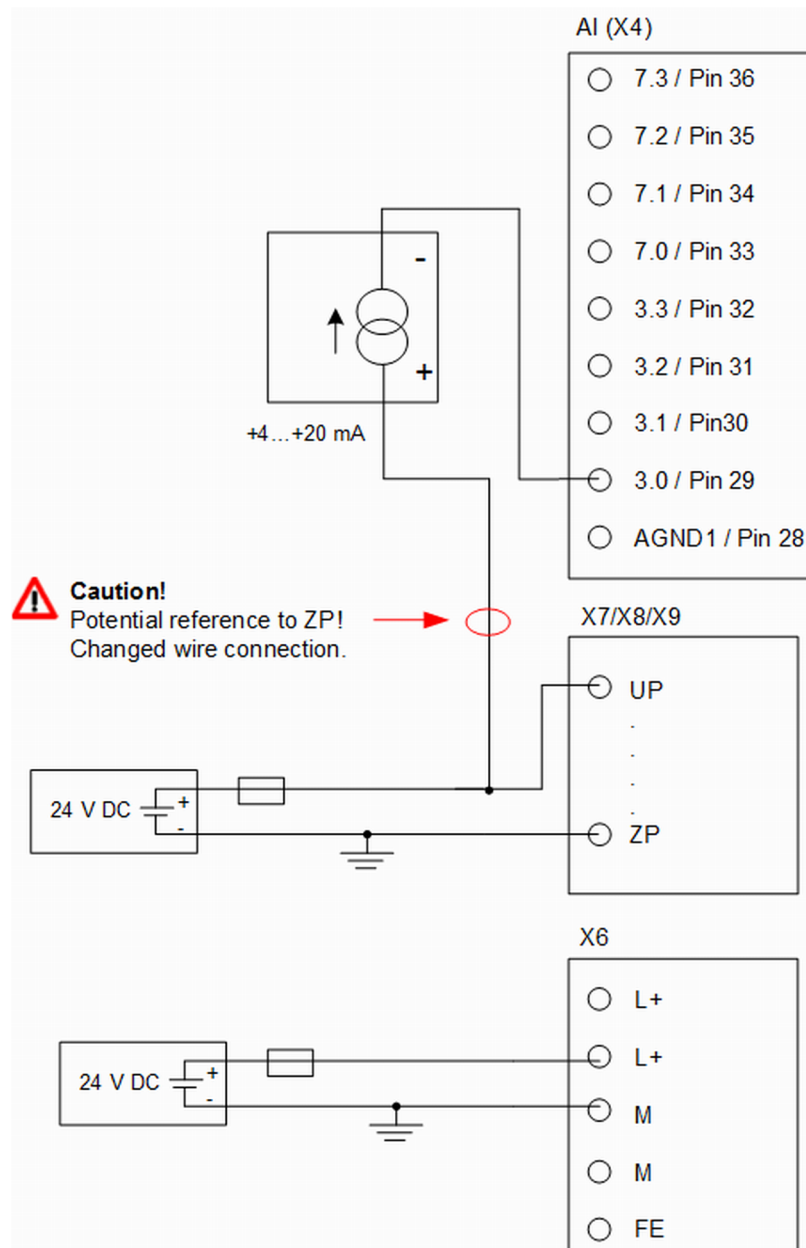 AI (X4)
7.3 / Pin 36
7.2 / Pin 35
7.1 / Pin 34
7.0 / Pin 33
3.3 / Pin 32
3.2 / Pin 31
3.1 / Pin30
3.0 / Pin 29
AGND1 / Pin 28
-
+
+4...+20 mA
Caution!
Potential reference to ZP!
Changed wire connection.
X7/X8/X9
UP
.
.
.
.
ZP
24 V DC
+
-
X6
L+
L+
M
M
FE
24 V DC
+
-